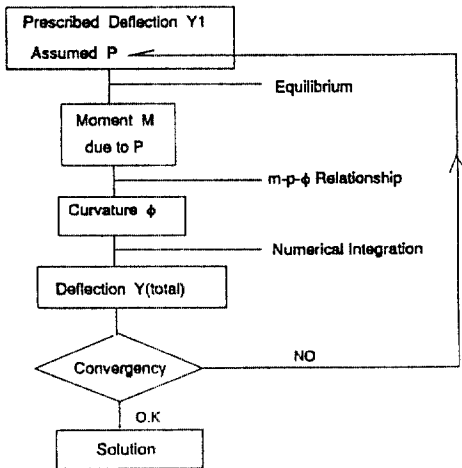 Prescribed Deflection Y1
Assumed P
Equilibrium
Moment M
due to P
m-p-ϕ Relationship
Curvature ϕ
Numerical Integration
Deflection Y(total)
Convergency
NO
O.K
Solution